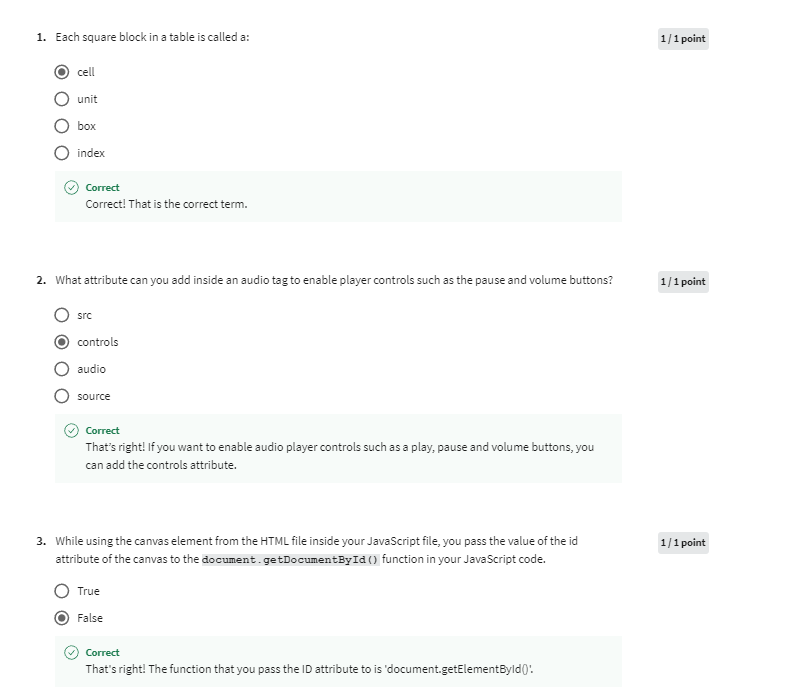 1. Each square block in a table is called a:
1 / 1 point
cell
unit
box
index
Correct
Correct! That is the correct term.
2. What attribute can you add inside an audio tag to enable player controls such as the pause and volume buttons?
1 / 1 point
src
controls
audio
source
Correct
That's right! If you want to enable audio player controls such as a play, pause and volume buttons, you
can add the controls attribute.
3. While using the canvas element from the HTML file inside your JavaScript file, you pass the value of the id
1 / 1 point
attribute of the canvas to the document.getDocumentById() function in your JavaScript code.
True
False
Correct
That's right! The function that you pass the ID attribute to is 'document.getElementById()'.